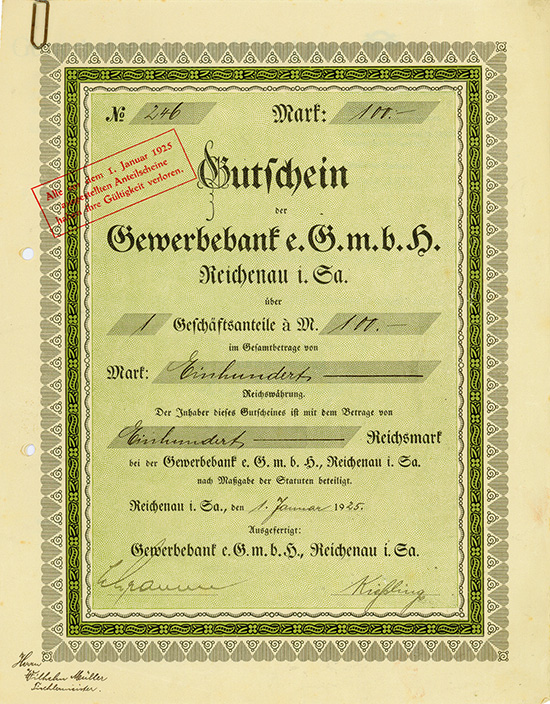 № 246 Mark: 100.-
Alle vor dem 1. Januar 1925
ausgestellten Anteilscheine
haben ihre Gültigkeit verloren.
Gutschein
der
Gewerbebank e. G. m. b. H.
Reichenau i. Sa.
über
1 Geschäftsanteile à M. 100.-
im Gesamtbetrage von
Mark: Einhundert
Reichswährung.
Der Inhaber dieses Gutscheines ist mit dem Betrage von
Einhundert Reichsmark
bei der Gewerbebank e. G. m. b. H., Reichenau i. Sa.
nach Maßgabe der Statuten beteiligt.
Reichenau i. Sa., den 1. Januar 1925.
Ausgefertigt:
Gewerbebank e. G. m. b. H., Reichenau i. Sa.
Kießling
Herrn
Wilhelm Müller
Tischlermeister.